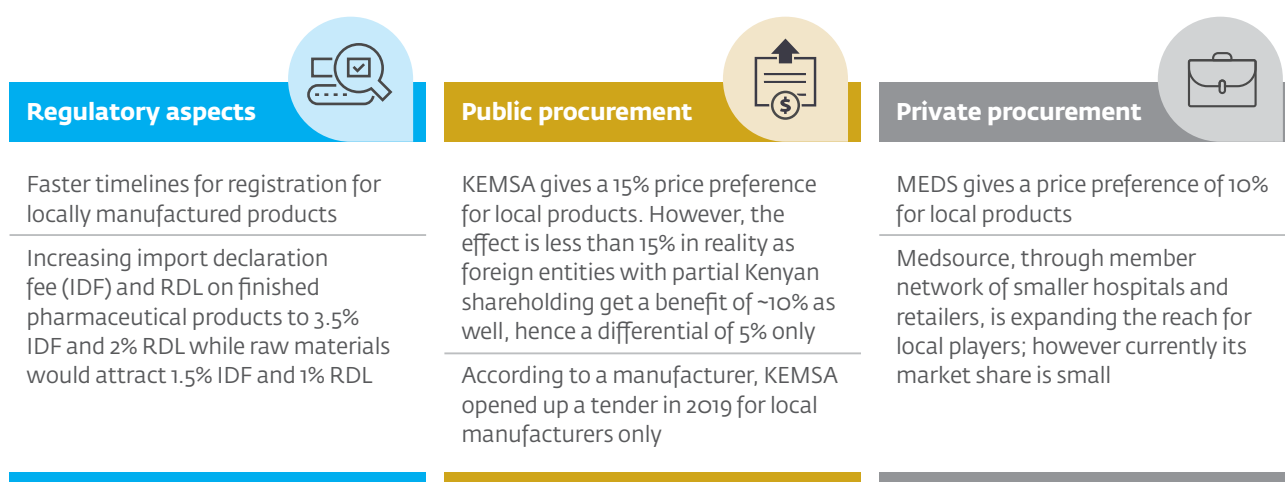 Regulatory aspects
Faster timelines for registration for
locally manufactured products
Increasing import declaration
fee (IDF) and RDL on finished
pharmaceutical products to 3.5%
IDF and 2% RDL while raw materials
would attract 1.5% IDF and 1% RDL
$
Public procurement
KEMSA gives a 15% price preference
for local products. However, the
effect is less than 15% in reality as
foreign entities with partial Kenyan
shareholding get a benefit of ~10% as
well, hence a differential of 5% only
According to a manufacturer, KEMSA
opened up a tender in 2019 for local
manufacturers only
Private procurement
MEDS gives a price preference of 10%
for local products
Medsource, through member
network of smaller hospitals and
retailers, is expanding the reach for
local players; however currently its
market share is small